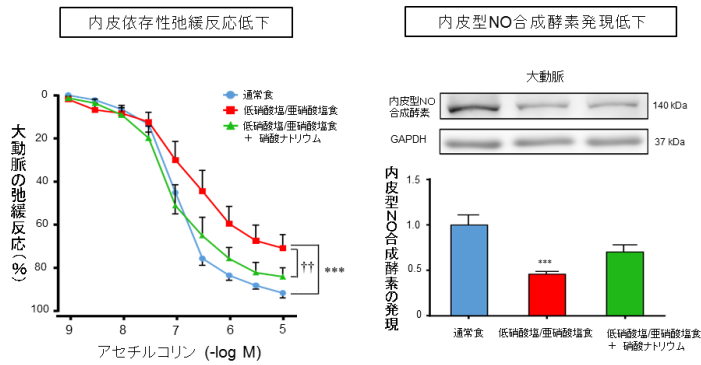 内皮依存性弛緩反応低下
内皮型NO合成酵素発現低下
大動脈の弛緩反応(%)
0
20
40
60
80
100
通常食
低硝酸塩/亜硝酸塩食
低硝酸塩/亜硝酸塩食
+ 硝酸ナトリウム
††
***
9
8
7
6
5
アセチルコリン (-log M)
大動脈
内皮型NO
合成酵素
140 kDa
GAPDH
37 kDa
内皮型NO合成酵素の発現
1.5
1.0
0.5
0
***
通常食
低硝酸塩/亜硝酸塩食
低硝酸塩/亜硝酸塩食
+ 硝酸ナトリウム